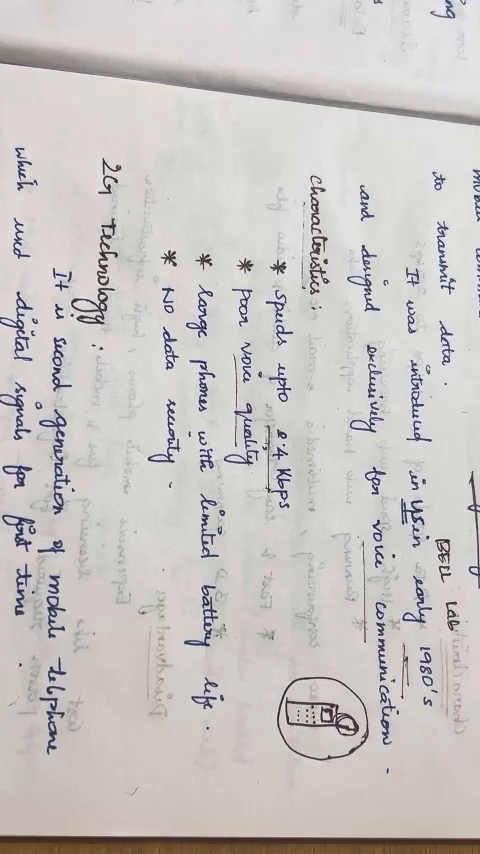 to transmit data.
BELL Lab
It was introduced in US in early 1980's
and designed exclusively for voice communication.
characteristics,
* Speeds upto 2.4 Kbps
* Poor voice quality
* large phones with limited battery life.
* NO data security.
2G Technology:
It is second generation of mobile telephone
which used digital signals for first time.